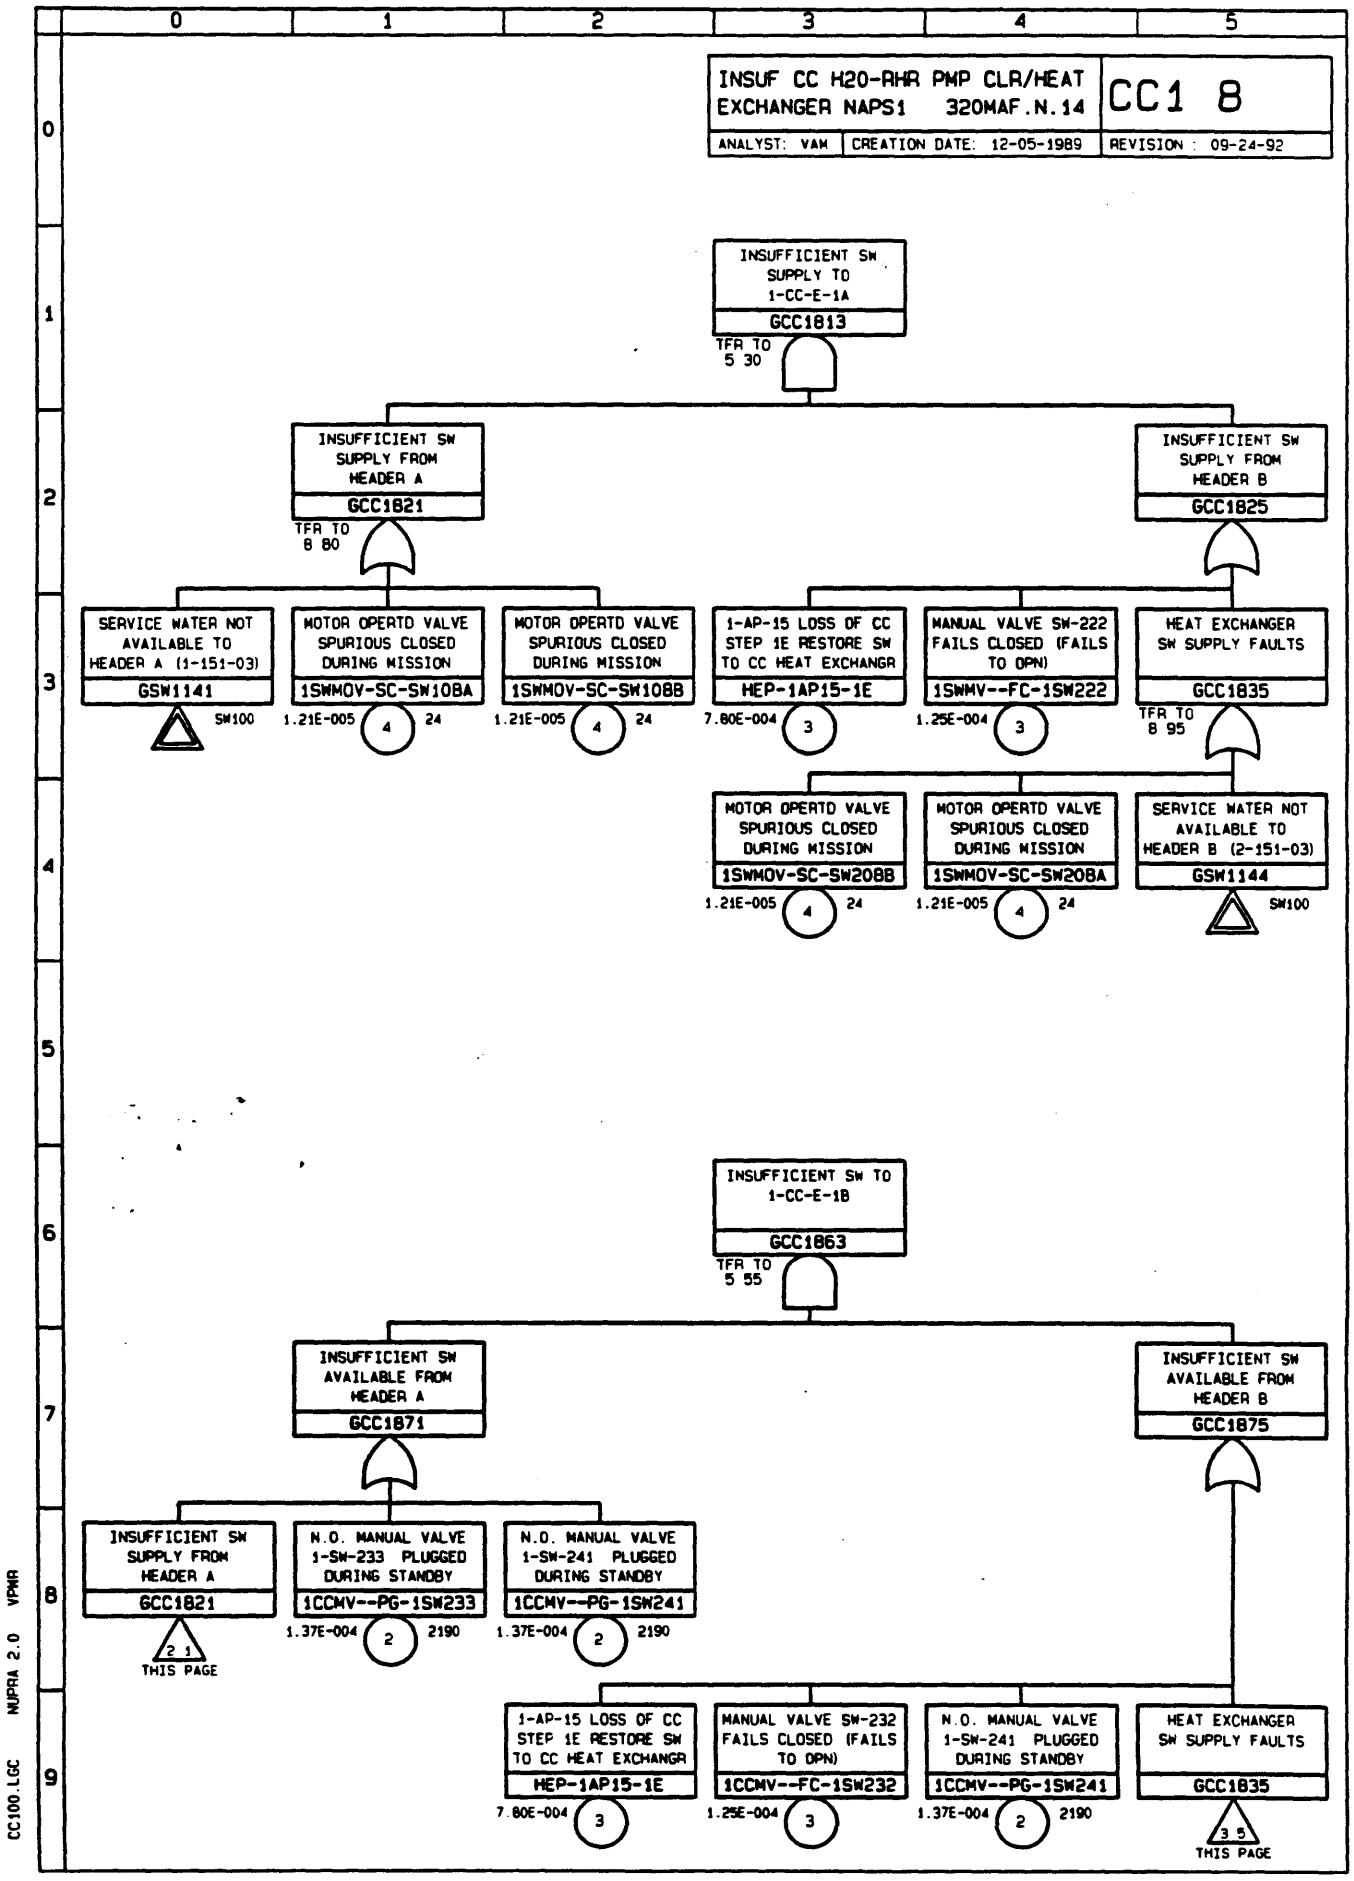 0 1 2 3 4 5
INSUF CC H20-RHR PMP CLR/HEAT
EXCHANGER NAPS1 320MAF.N.14
CC1 8
ANALYST: VAM CREATION DATE: 12-05-1989 REVISION : 09-24-92
0
INSUFFICIENT SW
SUPPLY TO
1-CC-E-1A
GCC1813
TFR TO
5 30
1
INSUFFICIENT SW
SUPPLY FROM
HEADER A
GCC1821
TFR TO
8 80
INSUFFICIENT SW
SUPPLY FROM
HEADER B
GCC1825
2
SERVICE WATER NOT
AVAILABLE TO
HEADER A (1-151-03)
GSW1141
SW100
MOTOR OPERTD VALVE
SPURIOUS CLOSED
DURING MISSION
1SWMOV-SC-SW108A
1.21E-005 4 24
MOTOR OPERTD VALVE
SPURIOUS CLOSED
DURING MISSION
1SWMOV-SC-SW108B
1.21E-005 4 24
1-AP-15 LOSS OF CC
STEP 1E RESTORE SW
TO CC HEAT EXCHANGR
HEP-1AP15-1E
7.80E-004 3
MANUAL VALVE SW-222
FAILS CLOSED (FAILS
TO OPN)
1SWMV--FC-1SW222
1.25E-004 3
HEAT EXCHANGER
SW SUPPLY FAULTS
GCC1835
TFR TO
8 95
3
MOTOR OPERTD VALVE
SPURIOUS CLOSED
DURING MISSION
1SWMOV-SC-SW208B
1.21E-005 4 24
MOTOR OPERTD VALVE
SPURIOUS CLOSED
DURING MISSION
1SWMOV-SC-SW208A
1.21E-005 4 24
SERVICE WATER NOT
AVAILABLE TO
HEADER B (2-151-03)
GSW1144
SW100
4
5
INSUFFICIENT SW TO
1-CC-E-1B
GCC1863
TFR TO
5 55
6
INSUFFICIENT SW
AVAILABLE FROM
HEADER A
GCC1871
INSUFFICIENT SW
AVAILABLE FROM
HEADER B
GCC1875
7
INSUFFICIENT SW
SUPPLY FROM
HEADER A
GCC1821
2 1
THIS PAGE
N.O. MANUAL VALVE
1-SW-233 PLUGGED
DURING STANDBY
1CCMV--PG-1SW233
1.37E-004 2 2190
N.O. MANUAL VALVE
1-SW-241 PLUGGED
DURING STANDBY
1CCMV--PG-1SW241
1.37E-004 2 2190
8
1-AP-15 LOSS OF CC
STEP 1E RESTORE SW
TO CC HEAT EXCHANGR
HEP-1AP15-1E
7.80E-004 3
MANUAL VALVE SW-232
FAILS CLOSED (FAILS
TO OPN)
1CCMV--FC-1SW232
1.25E-004 3
N.O. MANUAL VALVE
1-SW-241 PLUGGED
DURING STANDBY
1CCMV--PG-1SW241
1.37E-004 2 2190
HEAT EXCHANGER
SW SUPPLY FAULTS
GCC1835
3 5
THIS PAGE
9
CC100.LGC NUPRA 2.0 VPWR